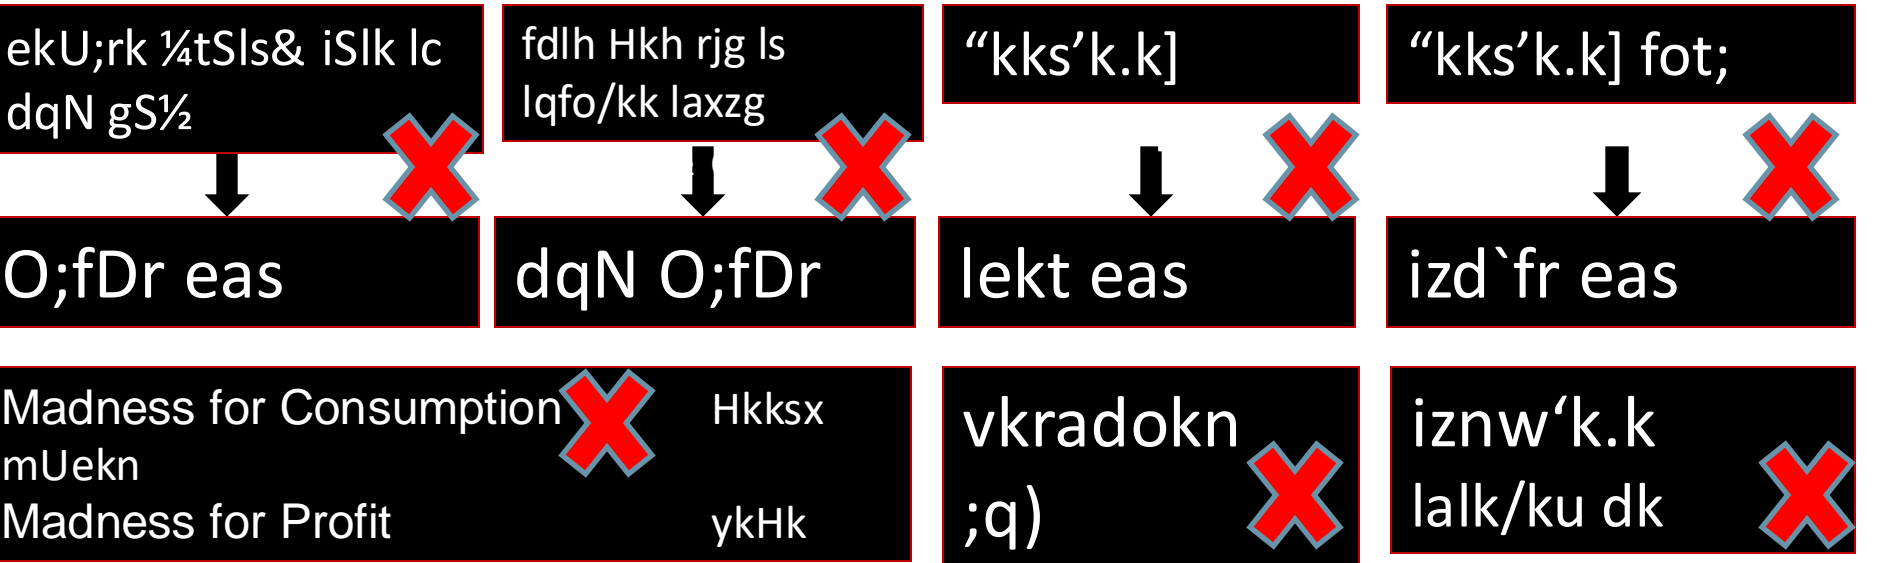 ekU;rk ¼tSls& iSlk lc
dqN gS½
fdlh Hkh rjg ls
lqfo/kk laxzg
“kks’k.k]
“kks’k.k] fot;
O;fDr eas
dqN O;fDr
lekt eas
izd`fr eas
Madness for Consumption Hkksx
mUekn
Madness for Profit ykHk
vkradokn
;q)
iznw‘k.k
lalk/ku dk